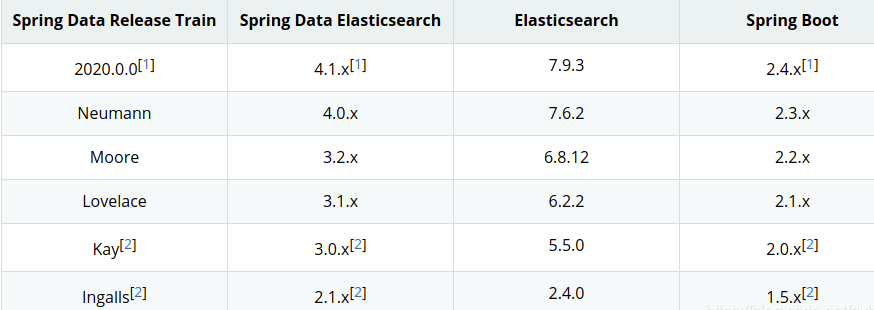 Spring Data Release Train Spring Data Elasticsearch Elasticsearch Spring Boot
2020.0.0[1] 4.1.x[1] 7.9.3 2.4.x[1]
Neumann 4.0.x 7.6.2 2.3.x
Moore 3.2.x 6.8.12 2.2.x
Lovelace 3.1.x 6.2.2 2.1.x
Kay[2] 3.0.x[2] 5.5.0 2.0.x[2]
Ingalls[2] 2.1.x[2] 2.4.0 1.5.x[2]